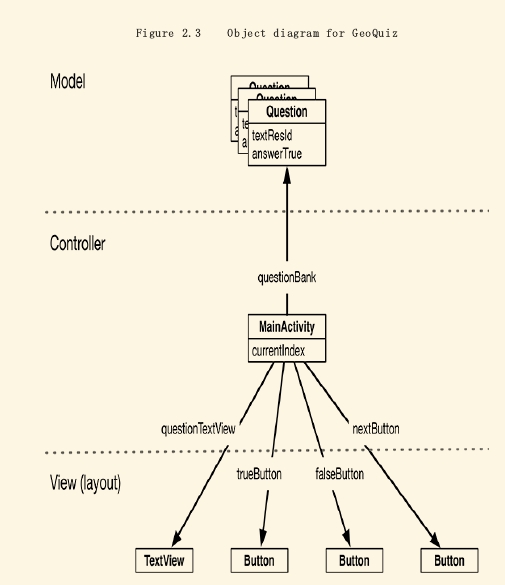 Figure 2.3 Object diagram for GeoQuiz
Model
Question
Question
Question
textResId
answerTrue
Controller
questionBank
MainActivity
currentIndex
questionTextView
nextButton
trueButton
falseButton
View (layout)
TextView
Button
Button
Button